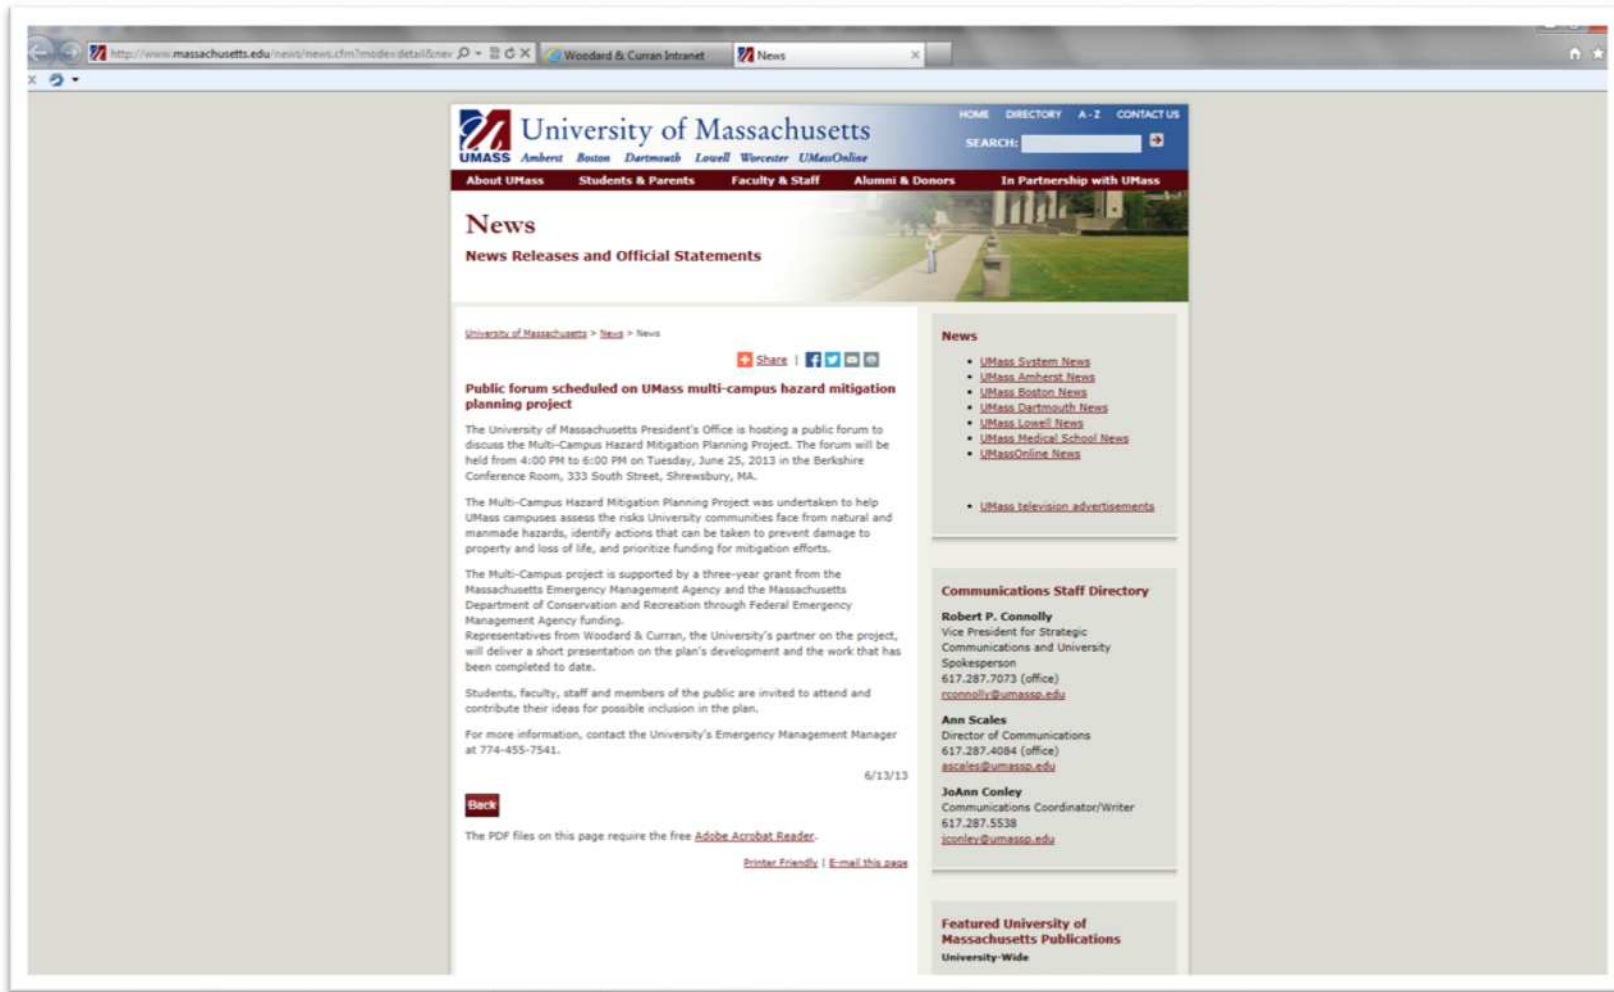 http://www.massachusetts.edu/news/news.cfm?mode=detail&nev
Woodard & Curran Intranet
News
University of Massachusetts
UMASS Amherst Boston Dartmouth Lowell Worcester UMassOnline
HOME DIRECTORY A-Z CONTACT US
SEARCH:
About UMass Students & Parents Faculty & Staff Alumni & Donors In Partnership with UMass
News
News Releases and Official Statements
University of Massachusetts > News > News
Share |
Public forum scheduled on UMass multi-campus hazard mitigation
planning project
The University of Massachusetts President's Office is hosting a public forum to
discuss the Multi-Campus Hazard Mitigation Planning Project. The forum will be
held from 4:00 PM to 6:00 PM on Tuesday, June 25, 2013 in the Berkshire
Conference Room, 333 South Street, Shrewsbury, MA.
The Multi-Campus Hazard Mitigation Planning Project was undertaken to help
UMass campuses assess the risks University communities face from natural and
manmade hazards, identify actions that can be taken to prevent damage to
property and loss of life, and prioritize funding for mitigation efforts.
The Multi-Campus project is supported by a three-year grant from the
Massachusetts Emergency Management Agency and the Massachusetts
Department of Conservation and Recreation through Federal Emergency
Management Agency funding.
Representatives from Woodard & Curran, the University's partner on the project,
will deliver a short presentation on the plan's development and the work that has
been completed to date.
Students, faculty, staff and members of the public are invited to attend and
contribute their ideas for possible inclusion in the plan.
For more information, contact the University's Emergency Management Manager
at 774-455-7541.
6/13/13
Back
The PDF files on this page require the free Adobe Acrobat Reader.
Printer Friendly | E-mail this page
News
• UMass System News
• UMass Amherst News
• UMass Boston News
• UMass Dartmouth News
• UMass Lowell News
• UMass Medical School News
• UMassOnline News
• UMass television advertisements
Communications Staff Directory
Robert P. Connolly
Vice President for Strategic
Communications and University
Spokesperson
617.287.7073 (office)
rconnolly@umassp.edu
Ann Scales
Director of Communications
617.287.4084 (office)
ascales@umassp.edu
JoAnn Conley
Communications Coordinator/Writer
617.287.5538
jconley@umassp.edu
Featured University of
Massachusetts Publications
University-Wide